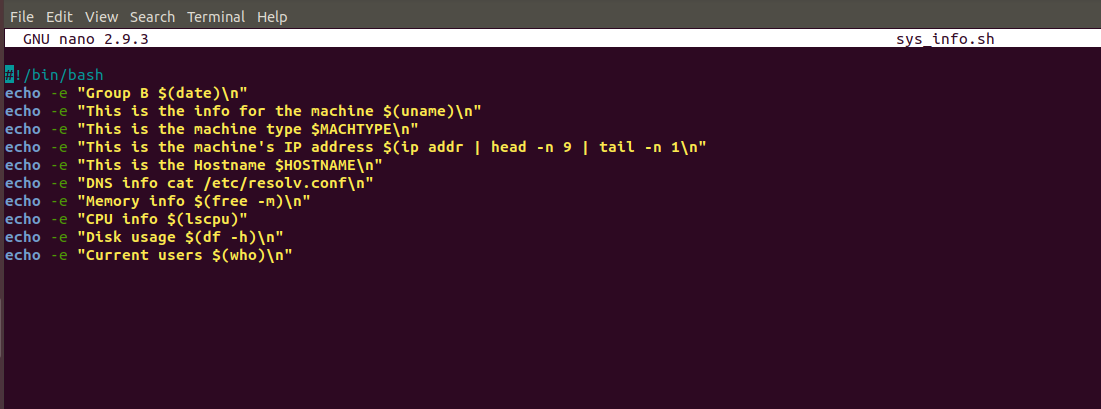 File Edit View Search Terminal Help
GNU nano 2.9.3 sys_info.sh
#!/bin/bash
echo -e "Group B $(date)\n"
echo -e "This is the info for the machine $(uname)\n"
echo -e "This is the machine type $MACHTYPE\n"
echo -e "This is the machine's IP address $(ip addr | head -n 9 | tail -n 1\n"
echo -e "This is the Hostname $HOSTNAME\n"
echo -e "DNS info cat /etc/resolv.conf\n"
echo -e "Memory info $(free -m)\n"
echo -e "CPU info $(lscpu)"
echo -e "Disk usage $(df -h)\n"
echo -e "Current users $(who)\n"